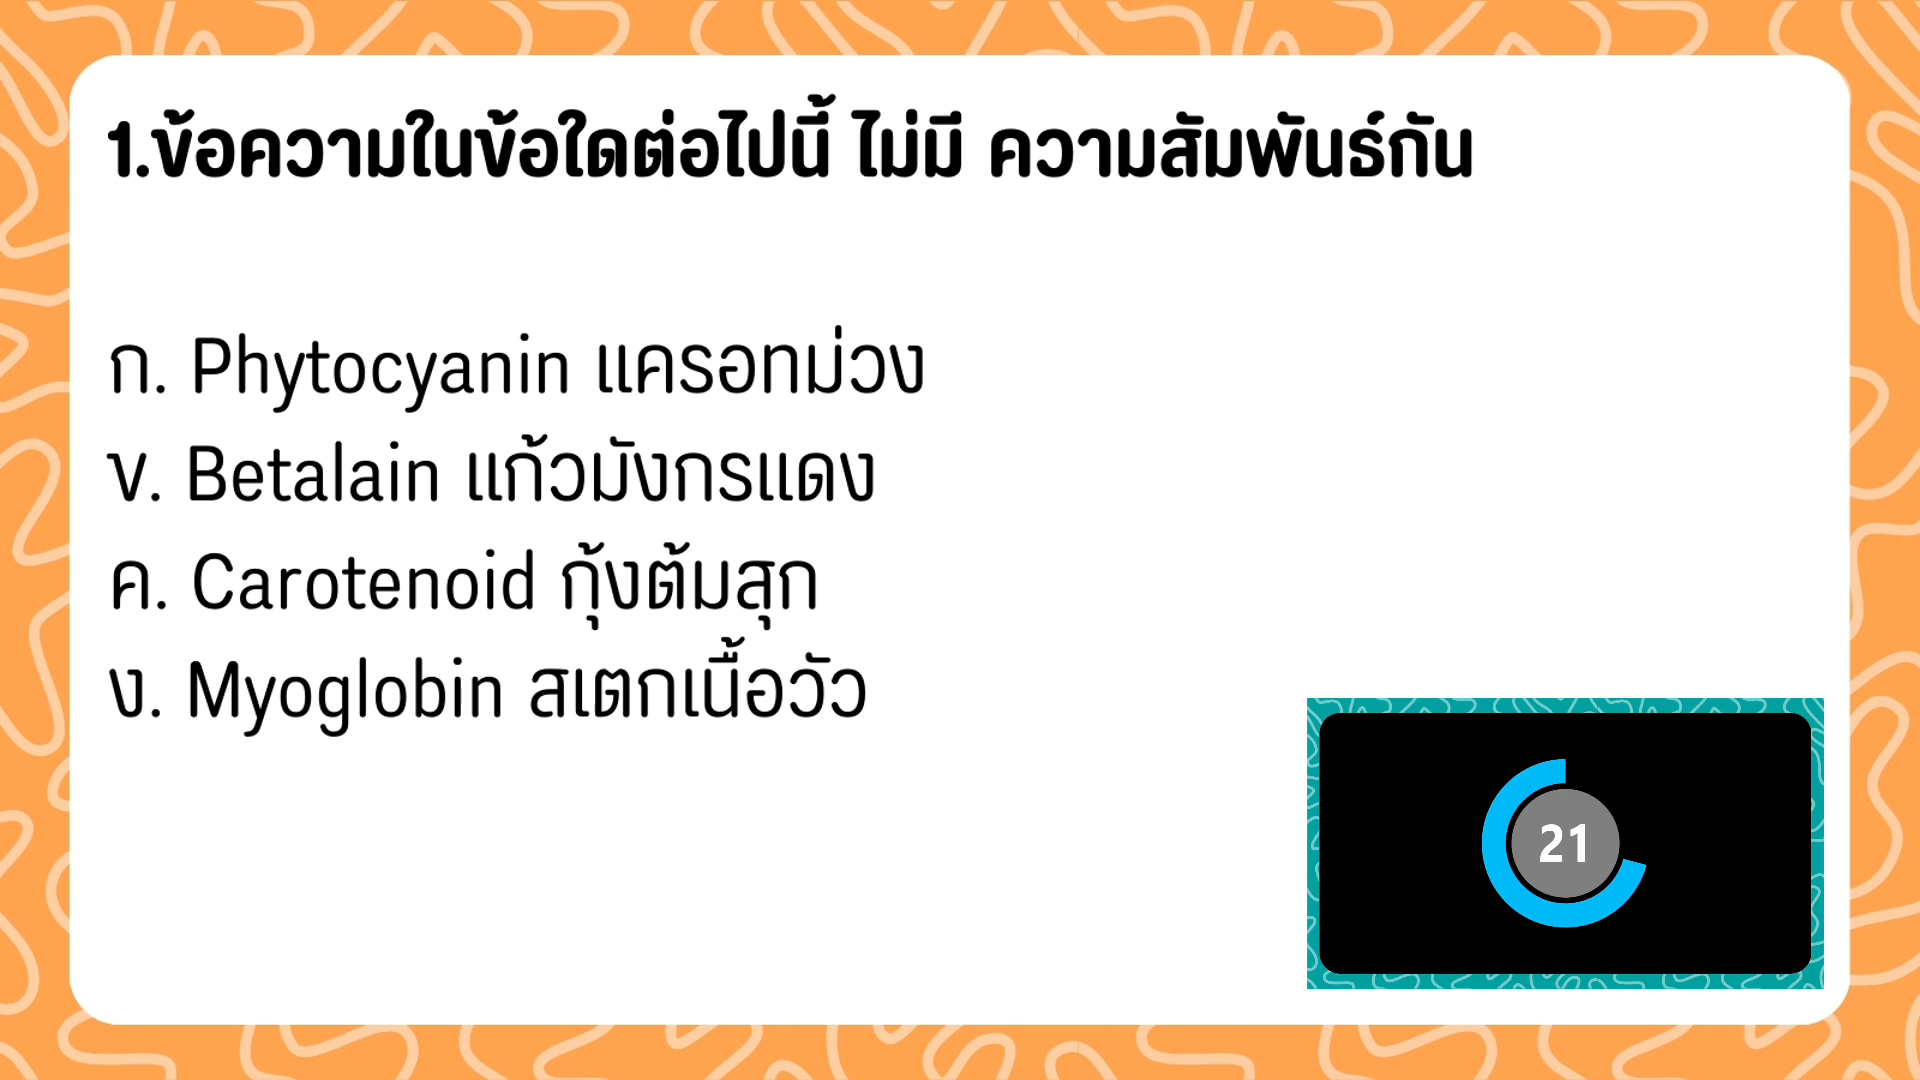 1.ข้อความในข้อใดต่อไปนี้ ไม่มี ความสัมพันธ์กัน
ก. Phytocyanin แครอทม่วง
ข. Betalain แก้วมังกรแดง
ค. Carotenoid กุ้งต้มสุก
ง. Myoglobin สเตกเนื้อวัว
21